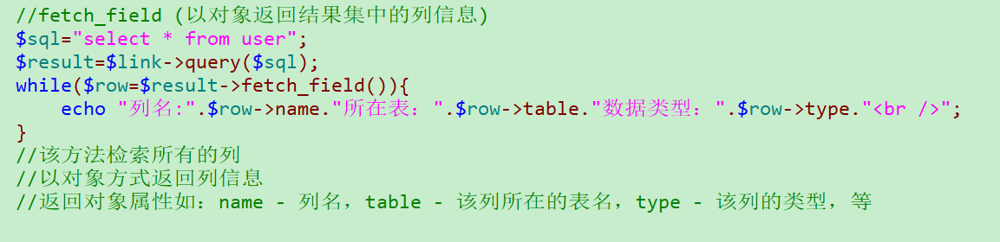 //fetch_field (以对象返回结果集中的列信息)
$sql="select * from user";
$result=$link->query($sql);
while($row=$result->fetch_field()){
    echo "列名:".$row->name."所在表：".$row->table."数据类型：".$row->type."<br />";
}
//该方法检索所有的列
//以对象方式返回列信息
//返回对象属性如：name - 列名，table - 该列所在的表名，type - 该列的类型，等